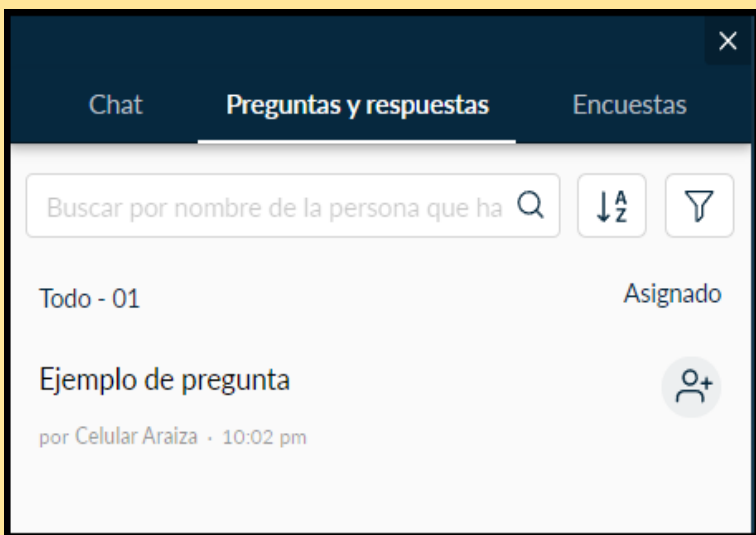 Chat Preguntas y respuestas Encuestas
Buscar por nombre de la persona que ha
Todo - 01 Asignado
Ejemplo de pregunta
por Celular Araiza · 10:02 pm